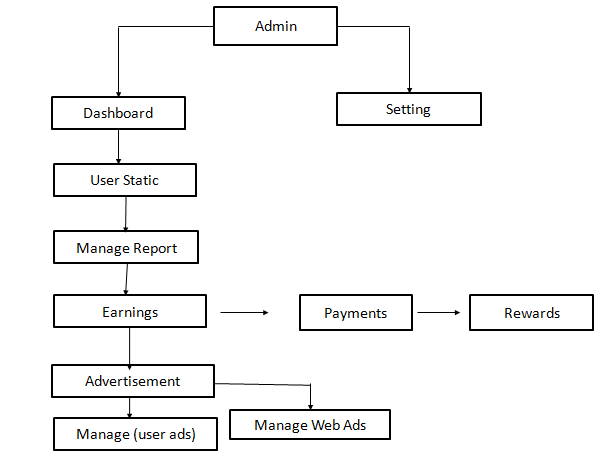 Admin
Dashboard
Setting
User Static
Manage Report
Earnings
Payments
Rewards
Advertisement
Manage (user ads)
Manage Web Ads